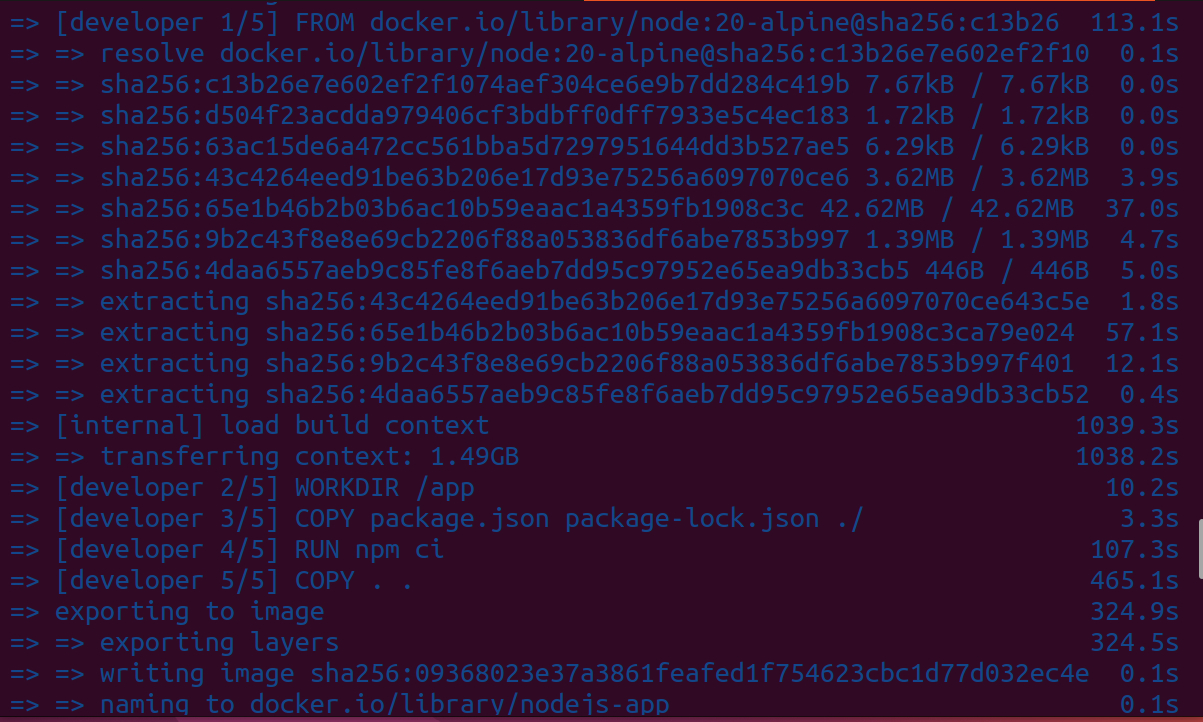 => [developer 1/5] FROM docker.io/library/node:20-alpine@sha256:c13b26 113.1s
=> => resolve docker.io/library/node:20-alpine@sha256:c13b26e7e602ef2f10 0.1s
=> => sha256:c13b26e7e602ef2f1074aef304ce6e9b7dd284c419b 7.67kB / 7.67kB 0.0s
=> => sha256:d504f23acdda979406cf3bdbff0dff7933e5c4ec183 1.72kB / 1.72kB 0.0s
=> => sha256:63ac15de6a472cc561bba5d7297951644dd3b527ae5 6.29kB / 6.29kB 0.0s
=> => sha256:43c4264eed91be63b206e17d93e75256a6097070ce6 3.62MB / 3.62MB 3.9s
=> => sha256:65e1b46b2b03b6ac10b59eaac1a4359fb1908c3c 42.62MB / 42.62MB 37.0s
=> => sha256:9b2c43f8e8e69cb2206f88a053836df6abe7853b997 1.39MB / 1.39MB 4.7s
=> => sha256:4daa6557aeb9c85fe8f6aeb7dd95c97952e65ea9db33cb5 446B / 446B 5.0s
=> => extracting sha256:43c4264eed91be63b206e17d93e75256a6097070ce643c5e 1.8s
=> => extracting sha256:65e1b46b2b03b6ac10b59eaac1a4359fb1908c3ca79e024 57.1s
=> => extracting sha256:9b2c43f8e8e69cb2206f88a053836df6abe7853b997f401 12.1s
=> => extracting sha256:4daa6557aeb9c85fe8f6aeb7dd95c97952e65ea9db33cb52 0.4s
=> [internal] load build context 1039.3s
=> => transferring context: 1.49GB 1038.2s
=> [developer 2/5] WORKDIR /app 10.2s
=> [developer 3/5] COPY package.json package-lock.json ./ 3.3s
=> [developer 4/5] RUN npm ci 107.3s
=> [developer 5/5] COPY . . 465.1s
=> exporting to image 324.9s
=> => exporting layers 324.5s
=> => writing image sha256:09368023e37a3861feafed1f754623cbc1d77d032ec4e 0.1s
=> => naming to docker.io/library/nodejs-app 0.1s